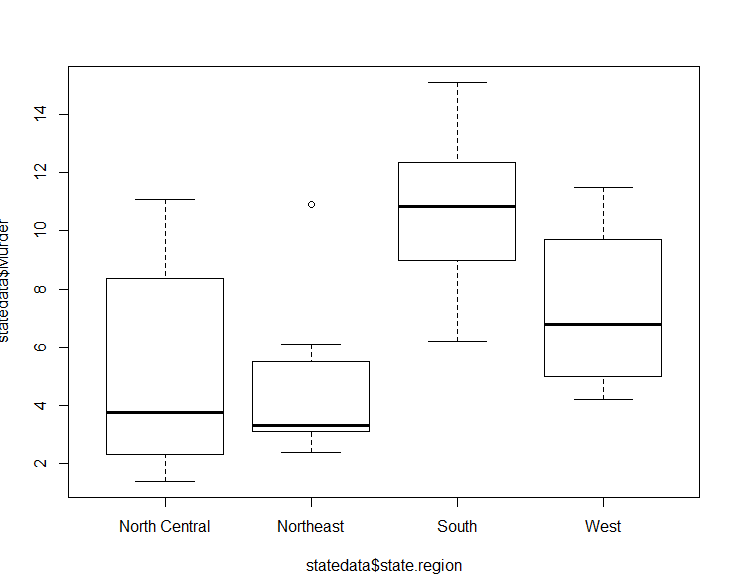 statedata$Murder
14
12
10
8
6
4
2
North Central
Northeast
South
West
statedata$state.region